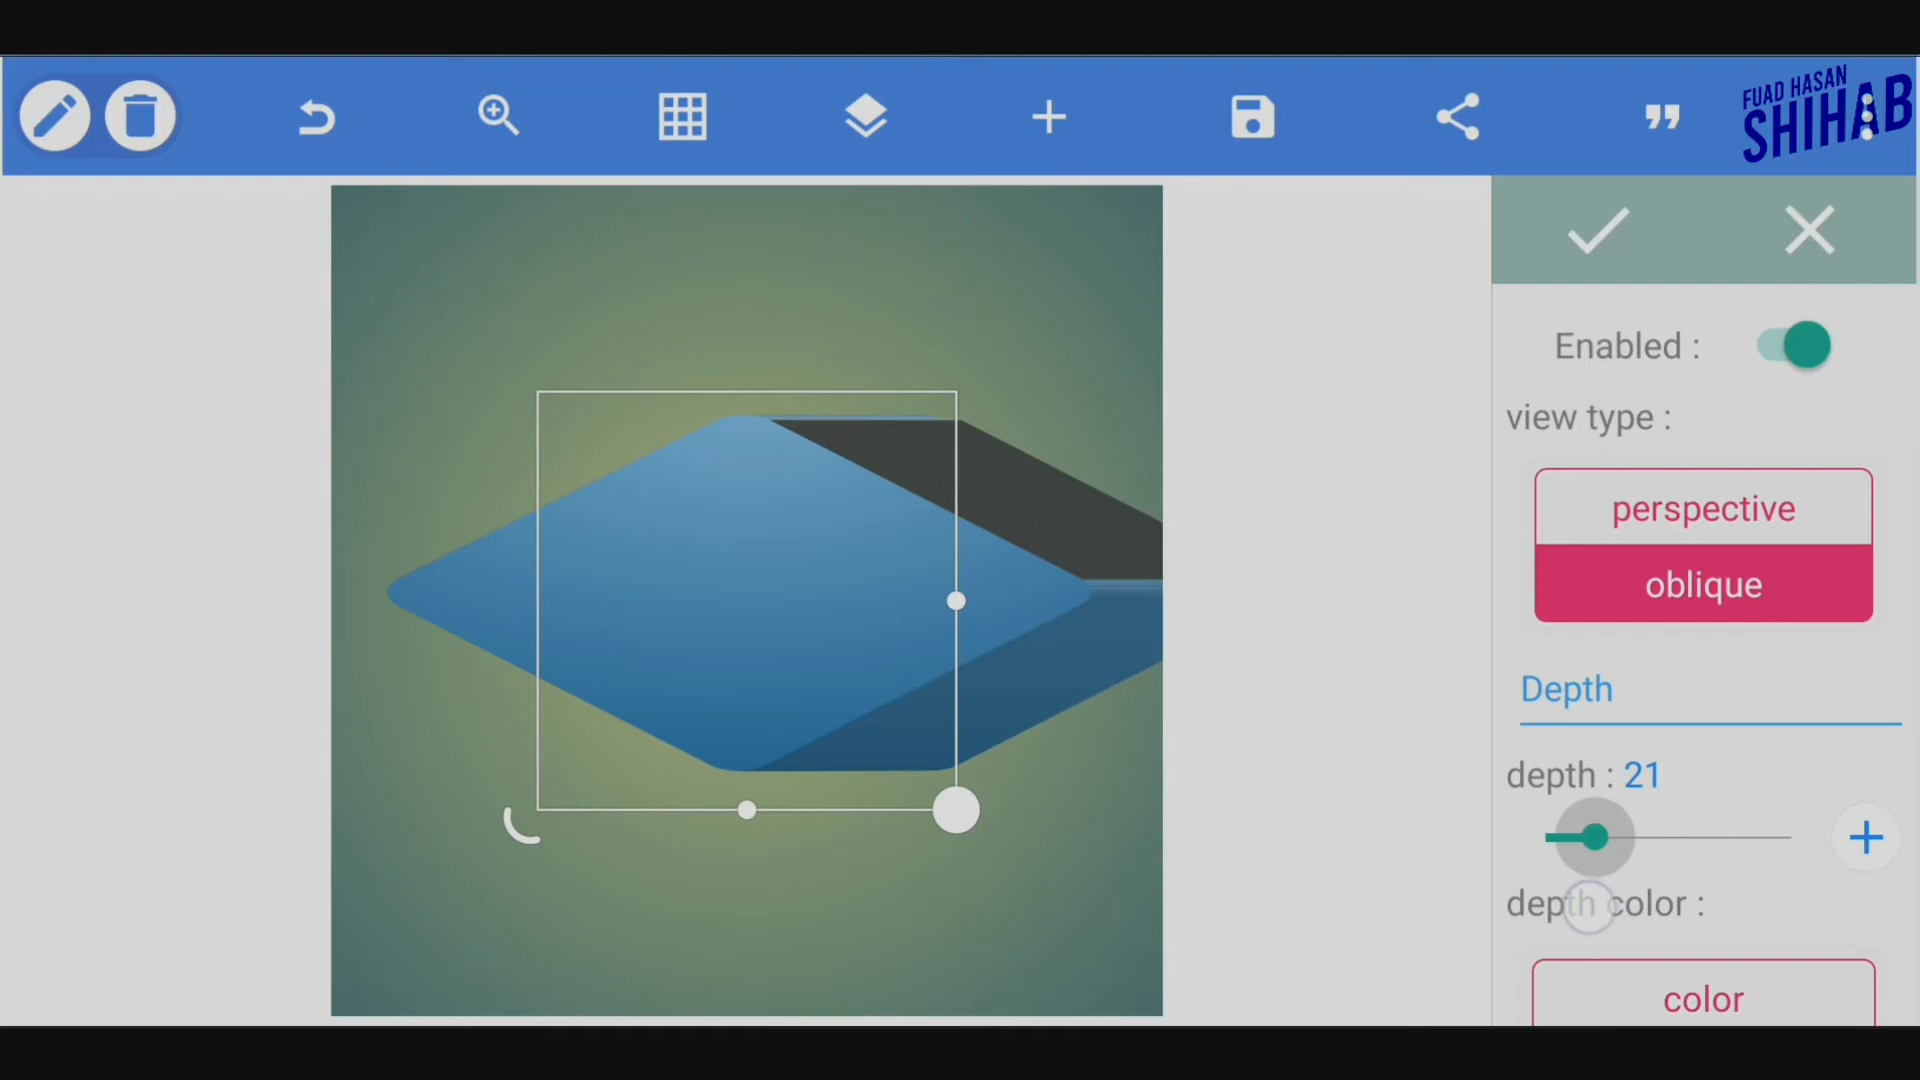 FUAD HASAN
SHIHAB
Enabled :
view type :
perspective
oblique
Depth
depth : 21
depth color :
color